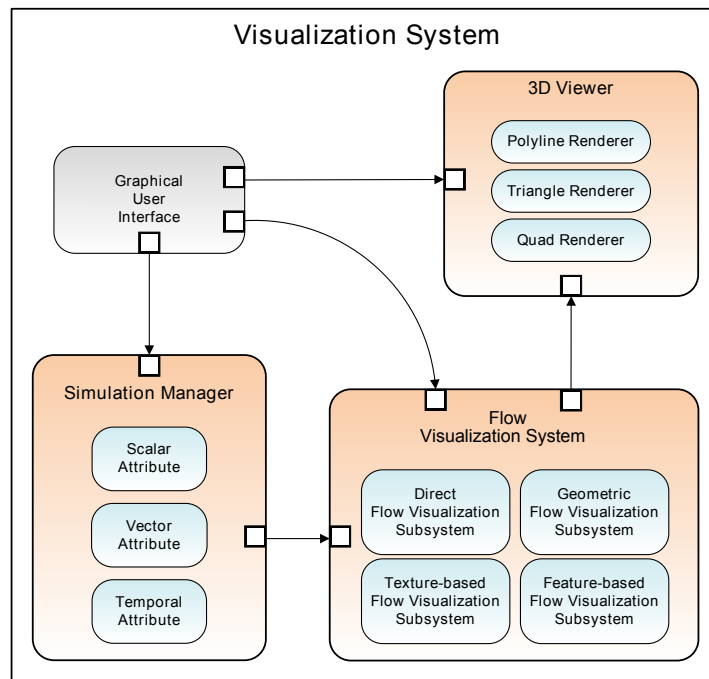 Visualization System
3D Viewer
Polyline Renderer
Triangle Renderer
Quad Renderer
Graphical
User
Interface
Simulation Manager
Scalar
Attribute
Vector
Attribute
Temporal
Attribute
Flow
Visualization System
Direct
Flow Visualization
Subsystem
Geometric
Flow Visualization
Subsystem
Texture-based
Flow Visualization
Subsystem
Feature-based
Flow Visualization
Subsystem